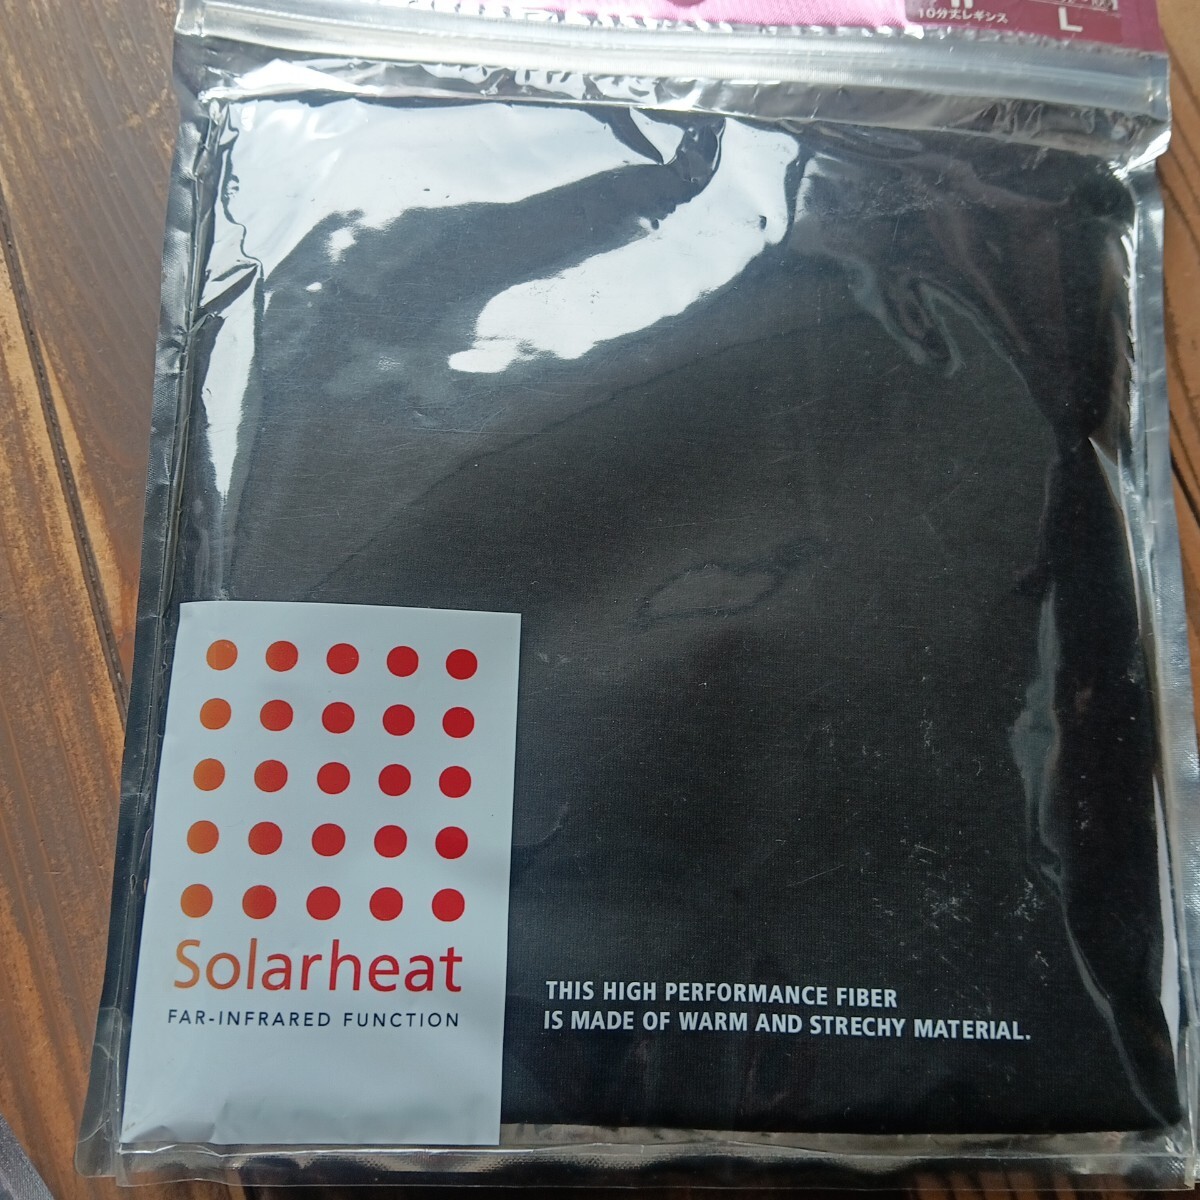 10分丈レギンス
L
Solarheat
FAR-INFRARED FUNCTION
THIS HIGH PERFORMANCE FIBER
IS MADE OF WARM AND STRECHY MATERIAL.